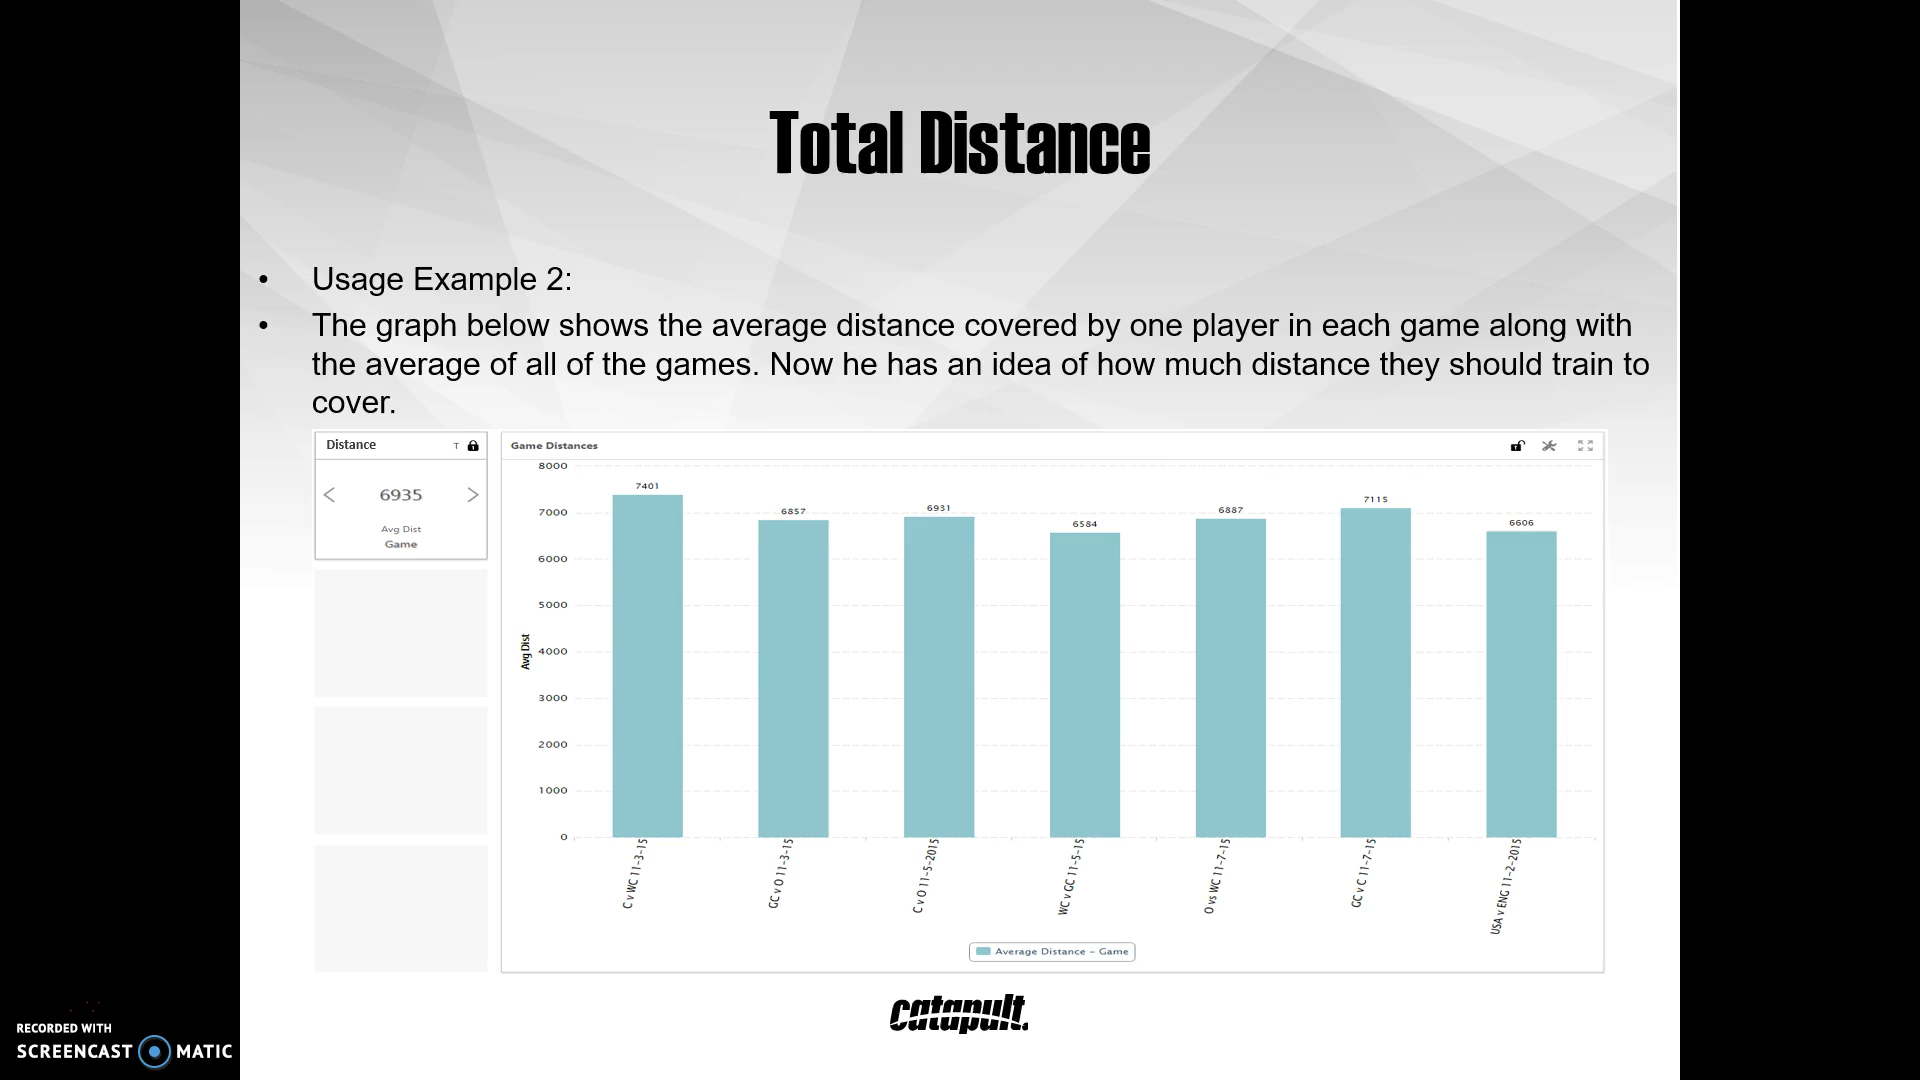 Total Distance
• Usage Example 2:
• The graph below shows the average distance covered by one player in each game along with
the average of all of the games. Now he has an idea of how much distance they should train to
cover.
Distance T
< 6935 >
Avg Dist
Game
Game Distances
8000
7000
6000
5000
4000
3000
2000
1000
0
Avg Dist
7401
6857
6931
6584
6887
7115
6606
C v WC 11-3-15
GC v O 11-3-15
C v O 11-5-2015
WC v GC 11-5-15
O vs WC 11-7-15
GC v C 11-7-15
USA v ENG 11-2-2015
Average Distance - Game
catapult.
RECORDED WITH
SCREENCAST MATIC